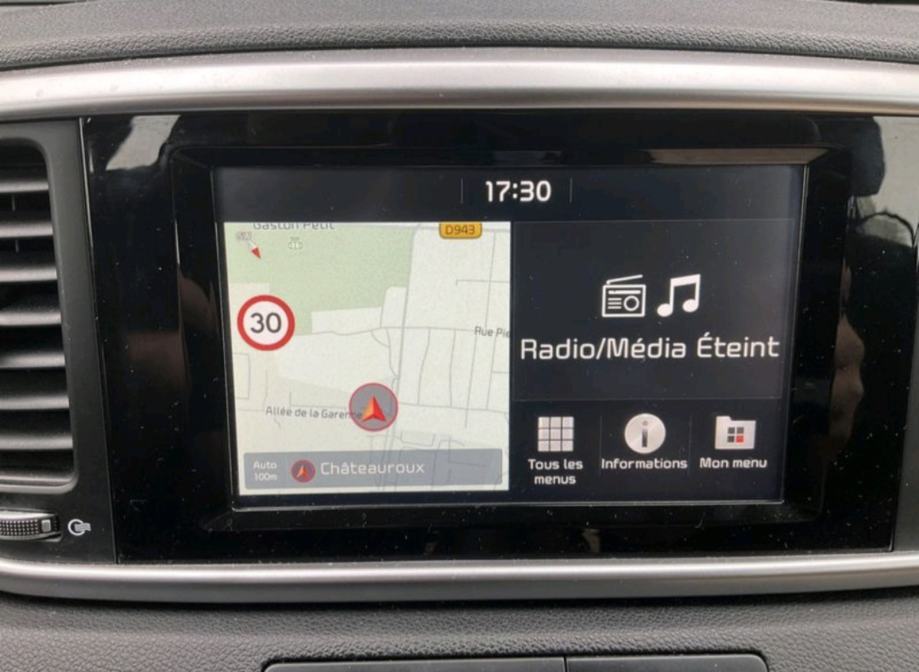 17:30
Gaston Petit
D943
30
Rue Pie
Radio/Média Éteint
Allée de la Garenne
Auto
100m
Châteauroux
Tous les
menus
Informations
Mon menu